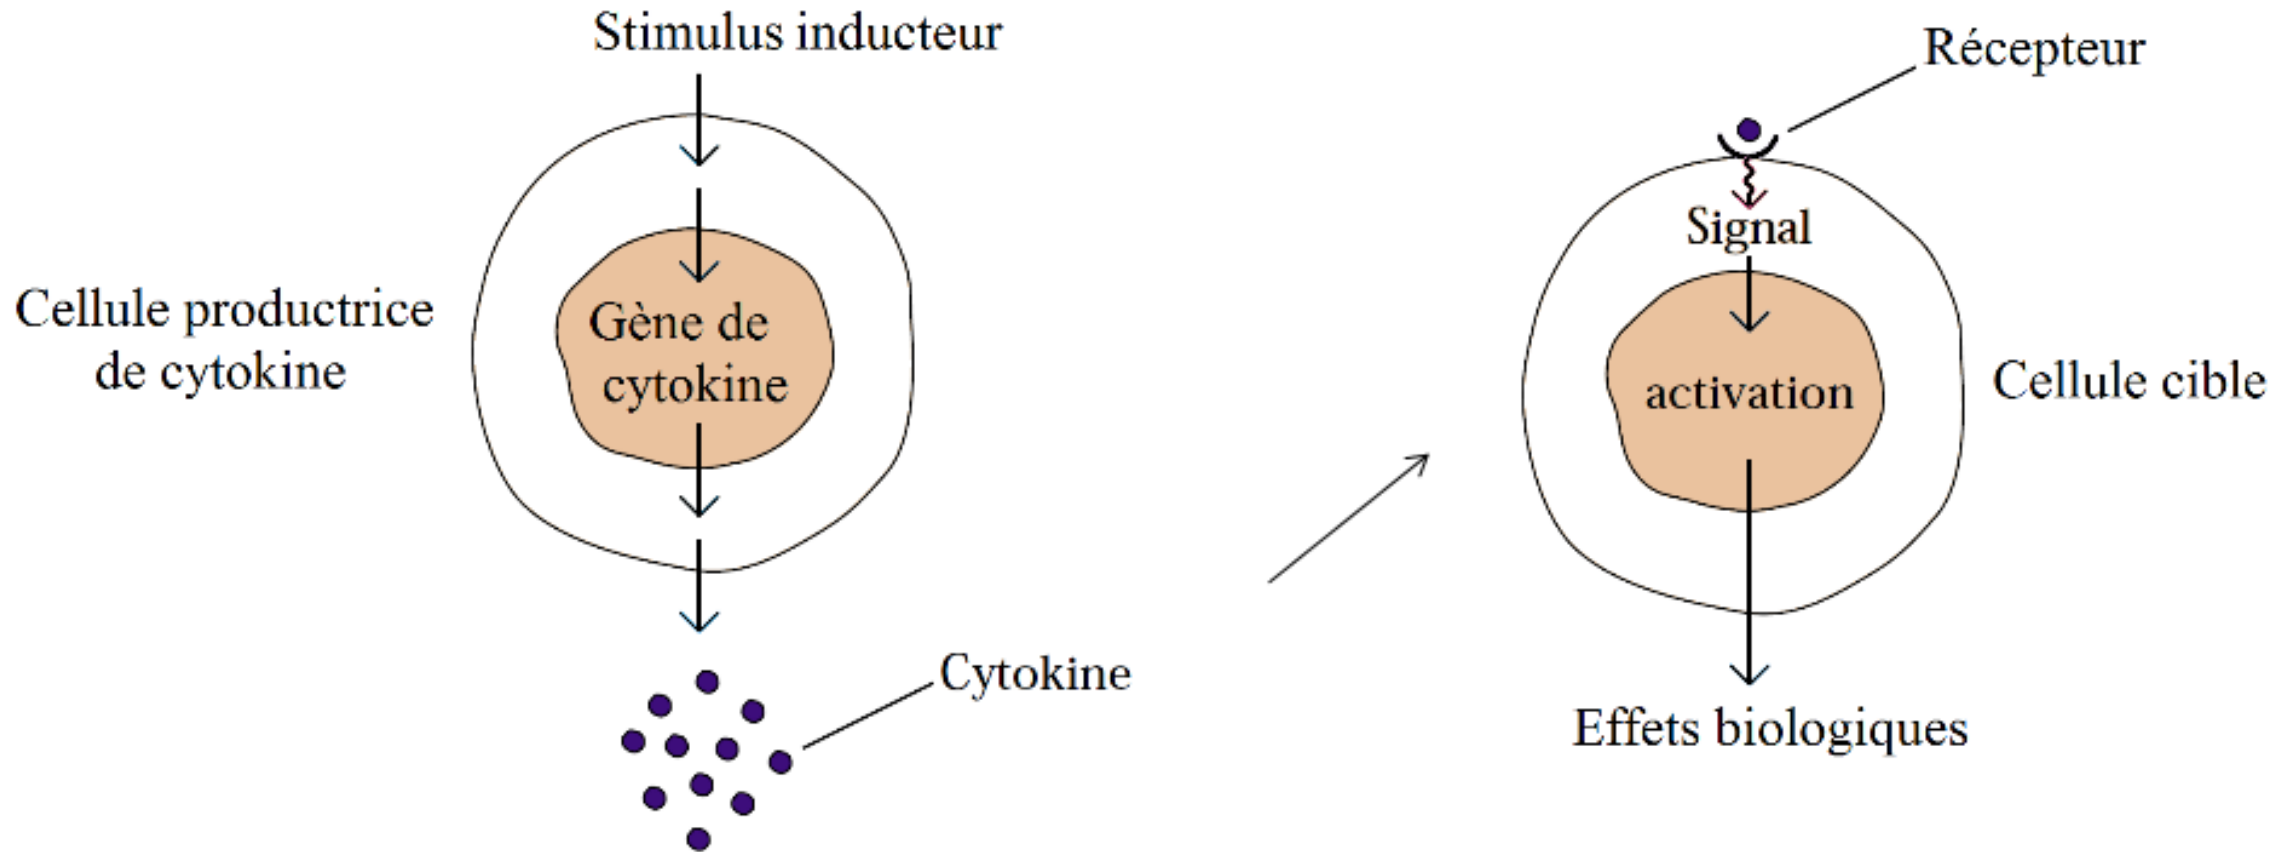 Stimulus inducteur
Cellule productrice
de cytokine
Gène de
cytokine
Cytokine
Récepteur
Signal
activation
Cellule cible
Effets biologiques